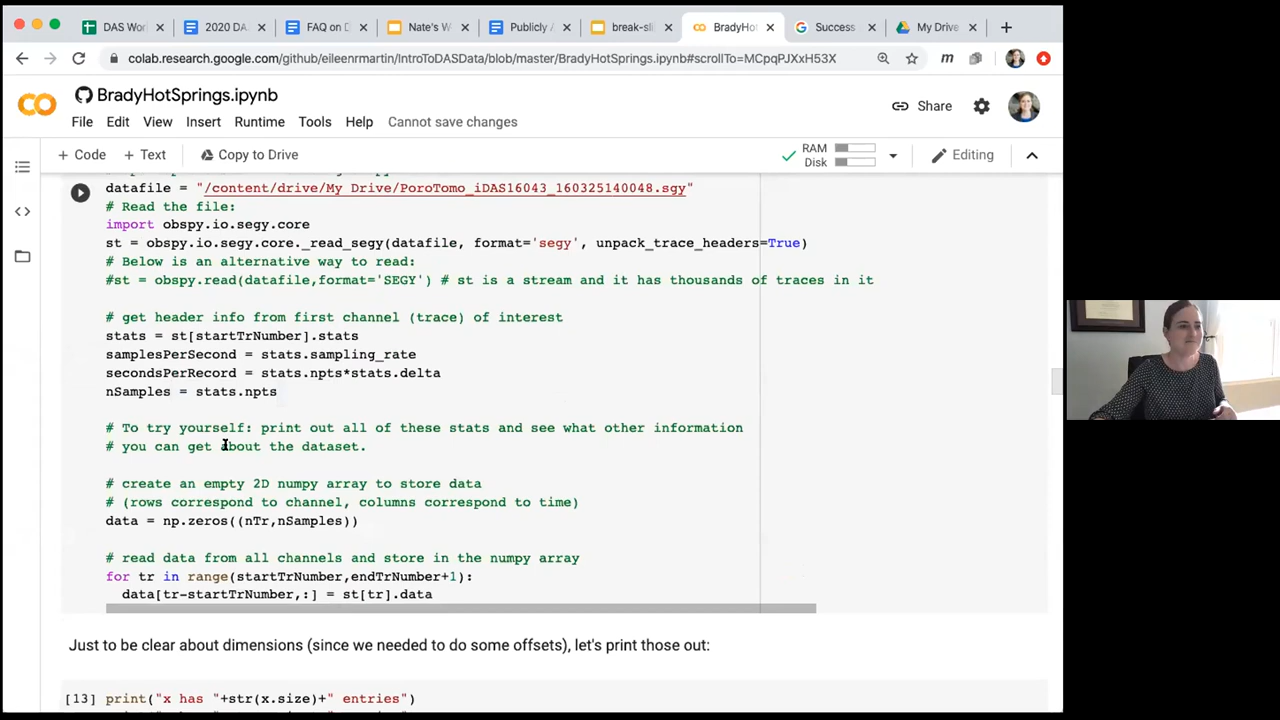 DAS Wor
2020 DA
FAQ on D
Nate's W
Publicly A
break-sli
BradyHot
Success
My Drive
colab.research.google.com/github/eileenrmartin/IntroToDASData/blob/master/BradyHotSprings.ipynb#scrollTo=MCpqPJXxH53X
BradyHotSprings.ipynb
Share
File Edit View Insert Runtime Tools Help Cannot save changes
+ Code + Text Copy to Drive
RAM
Disk
Editing
datafile = "/content/drive/My Drive/PoroTomo_iDAS16043_160325140048.sgy"
# Read the file:
import obspy.io.segy.core
st = obspy.io.segy.core._read_segy(datafile, format='segy', unpack_trace_headers=True)
# Below is an alternative way to read:
#st = obspy.read(datafile,format='SEGY') # st is a stream and it has thousands of traces in it
# get header info from first channel (trace) of interest
stats = st[startTrNumber].stats
samplesPerSecond = stats.sampling_rate
secondsPerRecord = stats.npts*stats.delta
nSamples = stats.npts
# To try yourself: print out all of these stats and see what other information
# you can get about the dataset.
# create an empty 2D numpy array to store data
# (rows correspond to channel, columns correspond to time)
data = np.zeros((nTr,nSamples))
# read data from all channels and store in the numpy array
for tr in range(startTrNumber,endTrNumber+1):
data[tr-startTrNumber,:] = st[tr].data
Just to be clear about dimensions (since we needed to do some offsets), let's print those out:
[13] print("x has "+str(x.size)+" entries")